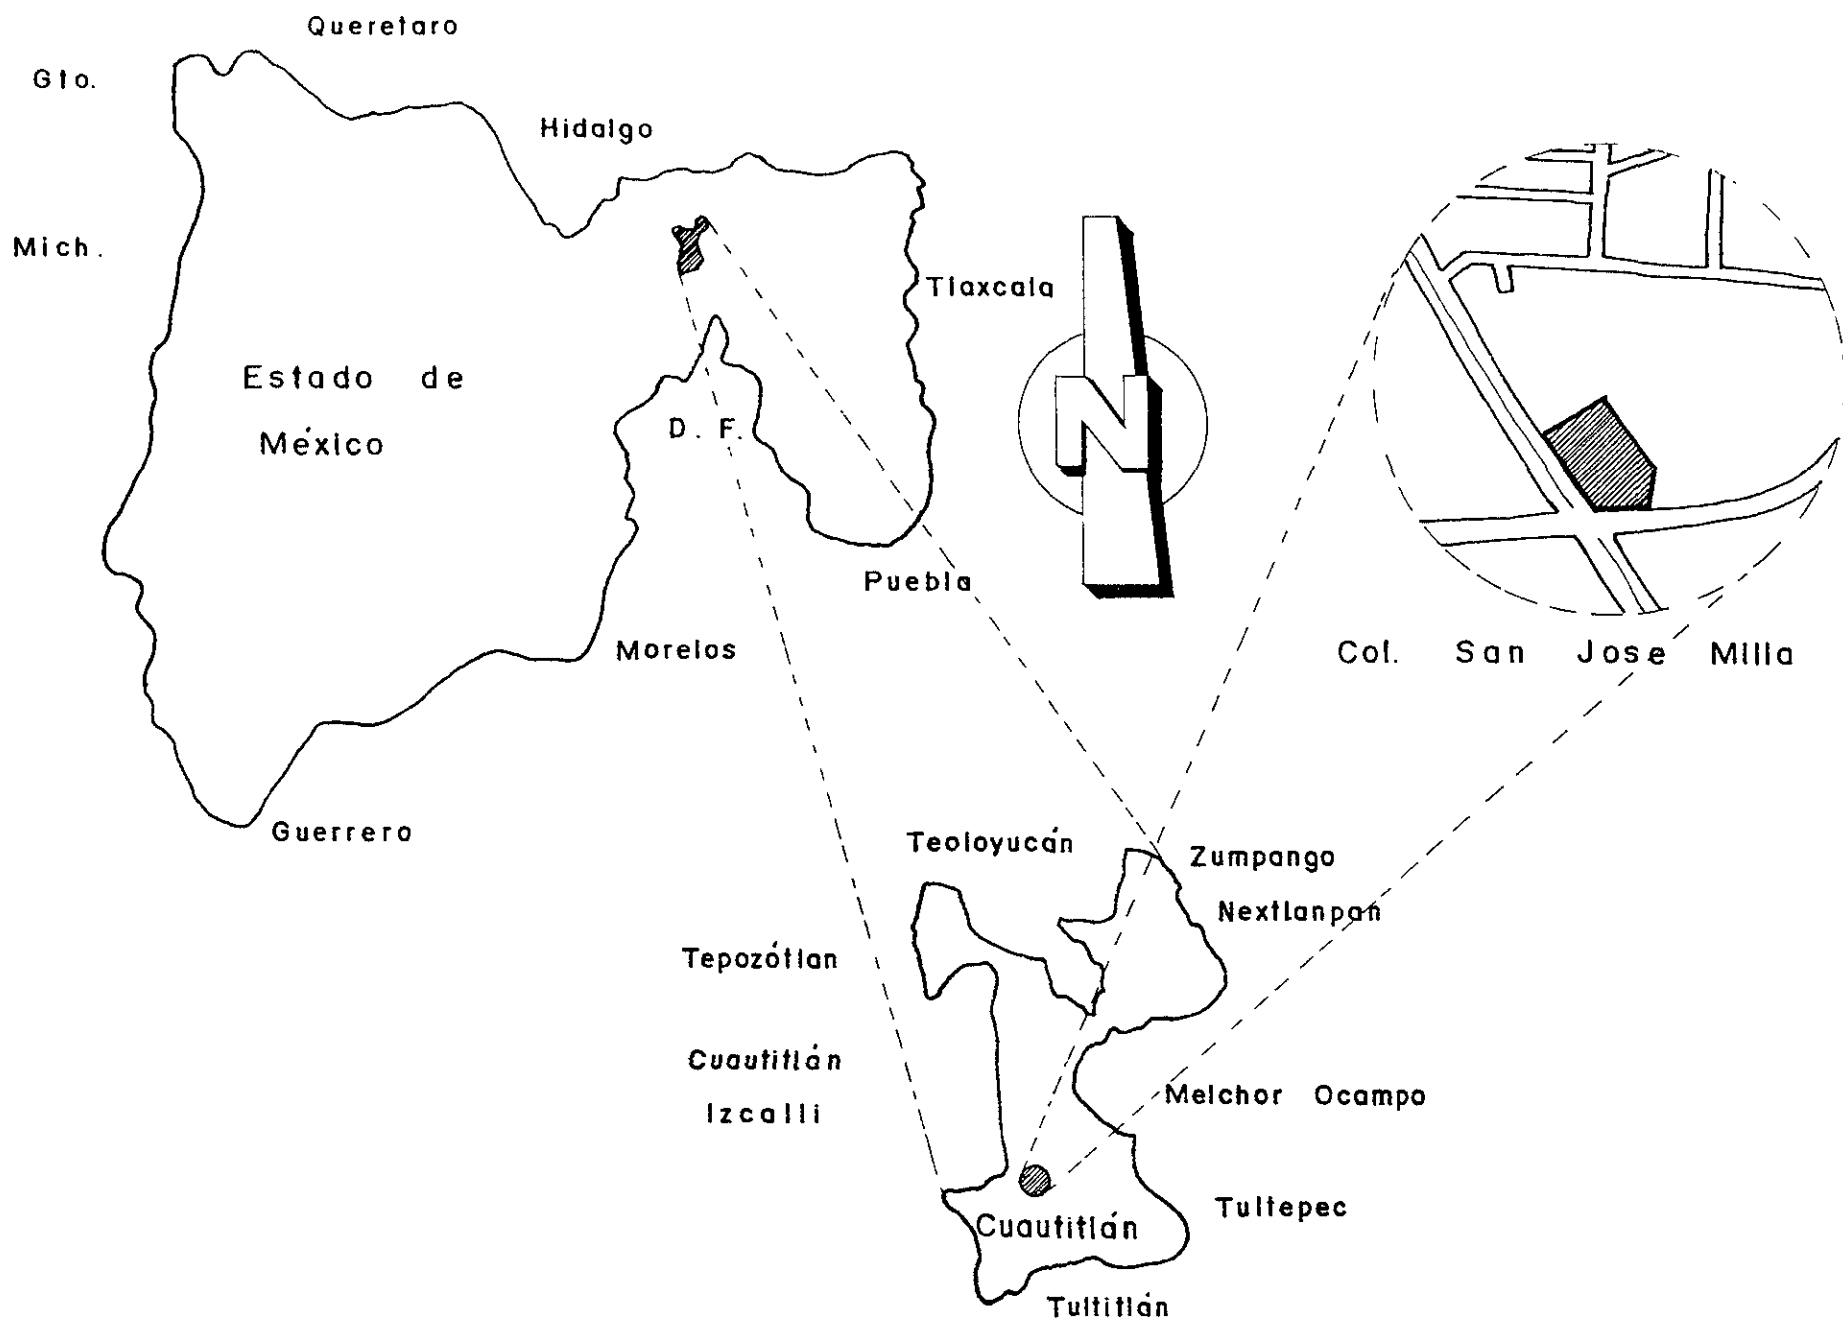 Queretaro
Gto.
Hidalgo
Mich.
Tlaxcala
Estado de
México
D. F.
N
Puebla
Morelos
Col. San Jose Milla
Guerrero
Teoloyucán
Zumpango
Nextlanpan
Tepozótlan
Cuautitlán
Izcalli
Melchor Ocampo
Tultepec
Cuautitlán
Tultitlán